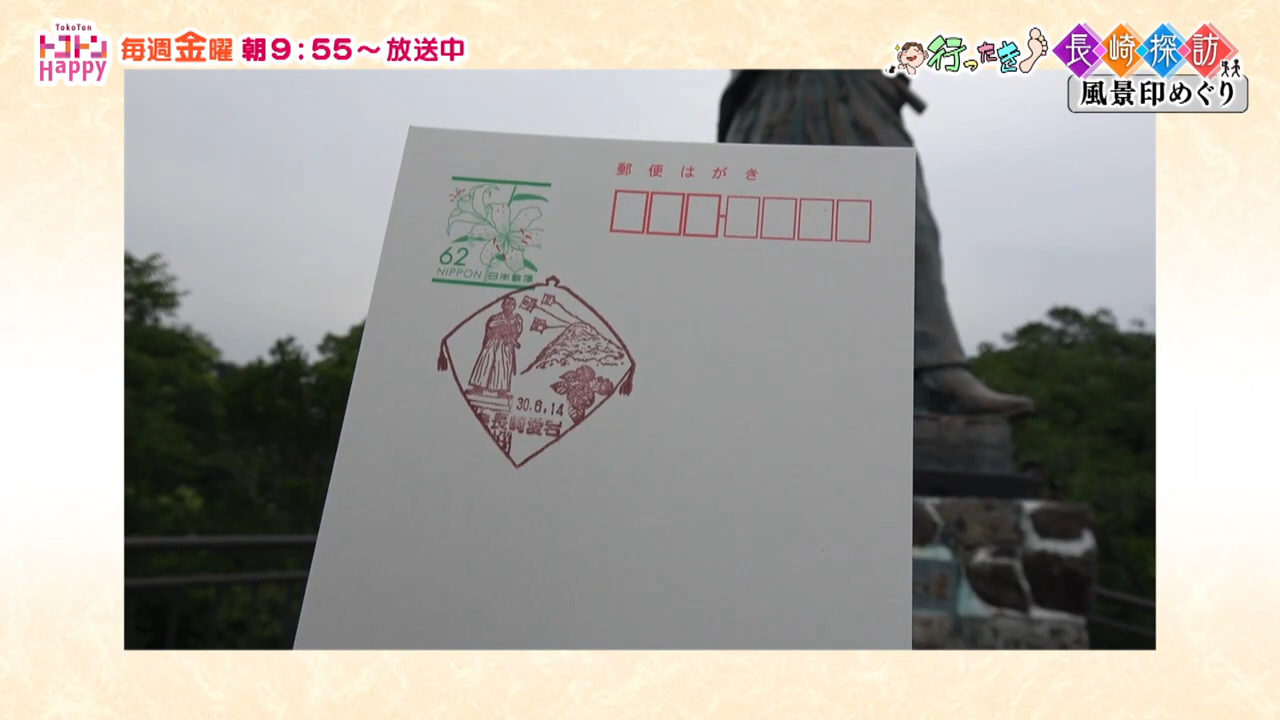 TokoTon
トコトン
Happy
毎週金曜 朝9:55～放送中
行ったき
長崎探訪
風景印めぐり
郵便はがき
62
NIPPON 日本郵便
30.6.14
長崎愛宕